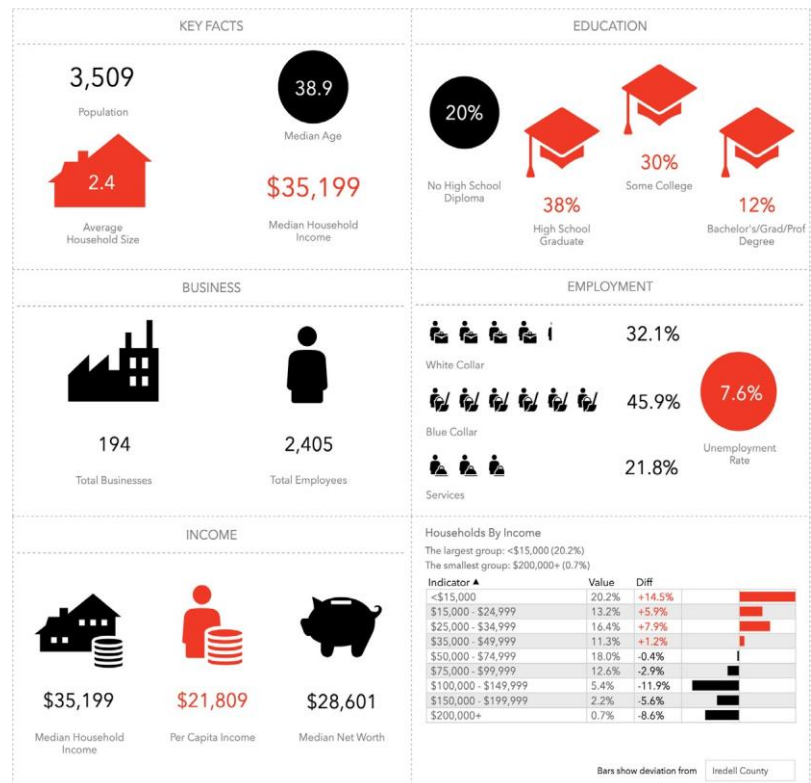 KEY FACTS
3,509
Population
38.9
Median Age
2.4
Average
Household Size
$35,199
Median Household
Income
EDUCATION
20%
No High School
Diploma
38%
High School
Graduate
30%
Some College
12%
Bachelor's/Grad/Prof
Degree
BUSINESS
194
Total Businesses
2,405
Total Employees
EMPLOYMENT
32.1%
White Collar
45.9%
Blue Collar
21.8%
Services
7.6%
Unemployment
Rate
INCOME
$35,199
Median Household
Income
$21,809
Per Capita Income
$28,601
Median Net Worth
Households By Income
The largest group: <$15,000 (20.2%)
The smallest group: $200,000+ (0.7%)
Indicator ▲ Value Diff
<$15,000 20.2% +14.5%
$15,000 - $24,999 13.2% +5.9%
$25,000 - $34,999 16.4% +7.9%
$35,000 - $49,999 11.3% +1.2%
$50,000 - $74,999 18.0% -0.4%
$75,000 - $99,999 12.6% -2.9%
$100,000 - $149,999 5.4% -11.9%
$150,000 - $199,999 2.2% -5.6%
$200,000+ 0.7% -8.6%
Bars show deviation from Iredell County